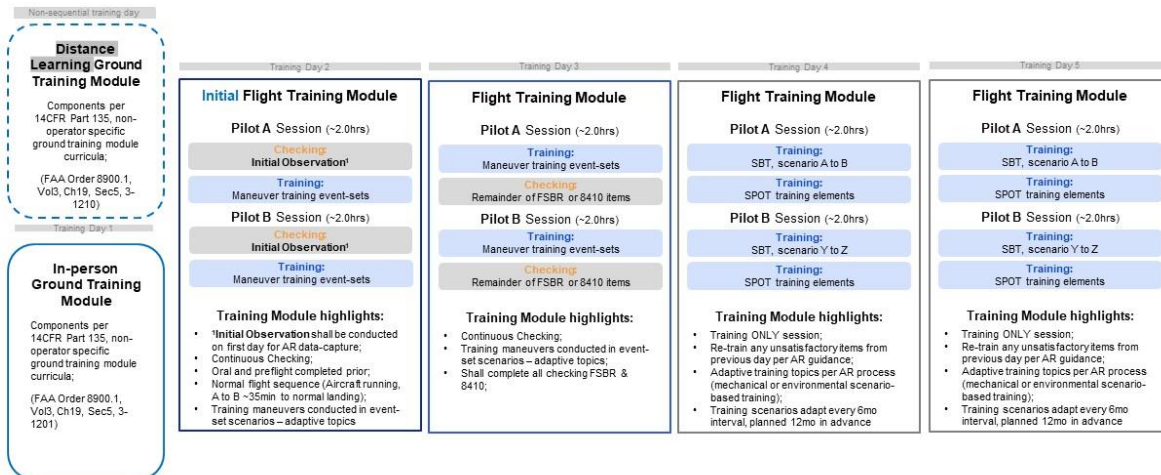 Non-sequential training day
Distance
Learning Ground
Training Module
Components per
14CFR Part 135, non-
operator specific
ground training module
curricula;
(FAA Order 8900.1,
Vol3, Ch19, Sec5, 3-
1210)
Training Day 1
In-person
Ground Training
Module
Components per
14CFR Part 135, non-
operator specific
ground training module
curricula;
(FAA Order 8900.1,
Vol3, Ch19, Sec5, 3-
1201)
Training Day 2
Initial Flight Training Module
Pilot A Session (~2.0hrs)
Checking:
Initial Observation¹
Training:
Maneuver training event-sets
Pilot B Session (~2.0hrs)
Checking:
Initial Observation¹
Training:
Maneuver training event-sets
Training Module highlights:
• ¹Initial Observation shall be conducted
on first day for AR data-capture;
• Continuous Checking;
• Oral and preflight completed prior;
• Normal flight sequence (Aircraft running,
A to B ~35min to normal landing);
• Training maneuvers conducted in event-
set scenarios – adaptive topics
Training Day 3
Flight Training Module
Pilot A Session (~2.0hrs)
Training:
Maneuver training event-sets
Checking:
Remainder of FSBR or 8410 items
Pilot B Session (~2.0hrs)
Training:
Maneuver training event-sets
Checking:
Remainder of FSBR or 8410 items
Training Module highlights:
• Continuous Checking;
• Training maneuvers conducted in event-
set scenarios – adaptive topics;
• Shall complete all checking FSBR &
8410;
Training Day 4
Flight Training Module
Pilot A Session (~2.0hrs)
Training:
SBT, scenario A to B
Training:
SPOT training elements
Pilot B Session (~2.0hrs)
Training:
SBT, scenario Y to Z
Training:
SPOT training elements
Training Module highlights:
• Training ONLY session;
• Re-train any unsatisfactory items from
previous day per AR guidance;
• Adaptive training topics per AR process
(mechanical or environmental scenario-
based training);
• Training scenarios adapt every 6mo
interval, planned 12mo in advance
Training Day 5
Flight Training Module
Pilot A Session (~2.0hrs)
Training:
SBT, scenario A to B
Training:
SPOT training elements
Pilot B Session (~2.0hrs)
Training:
SBT, scenario Y to Z
Training:
SPOT training elements
Training Module highlights:
• Training ONLY session;
• Re-train any unsatisfactory items from
previous day per AR guidance;
• Adaptive training topics per AR process
(mechanical or environmental scenario-
based training);
• Training scenarios adapt every 6mo
interval, planned 12mo in advance